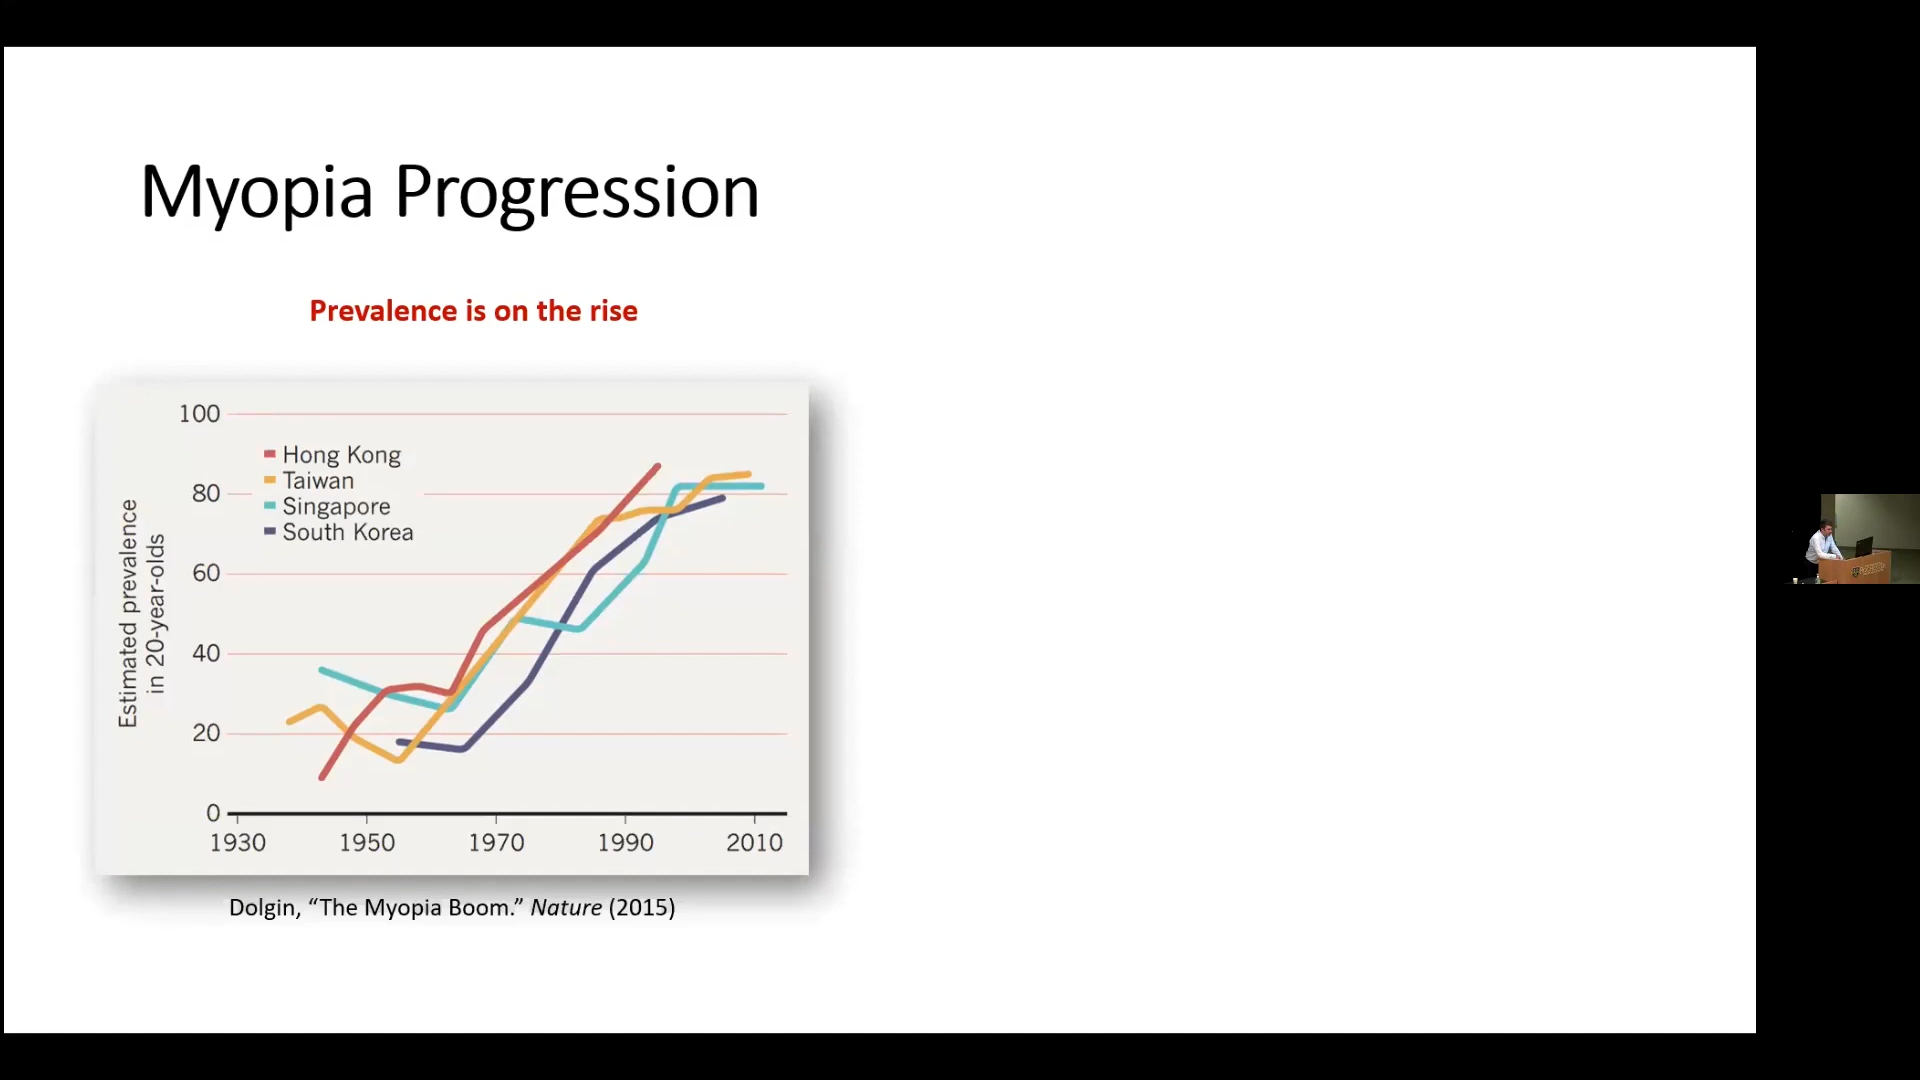 Myopia Progression
Prevalence is on the rise
100
80
60
40
20
0
Estimated prevalence
in 20-year-olds
Hong Kong
Taiwan
Singapore
South Korea
1930 1950 1970 1990 2010
Dolgin, “The Myopia Boom.” Nature (2015)